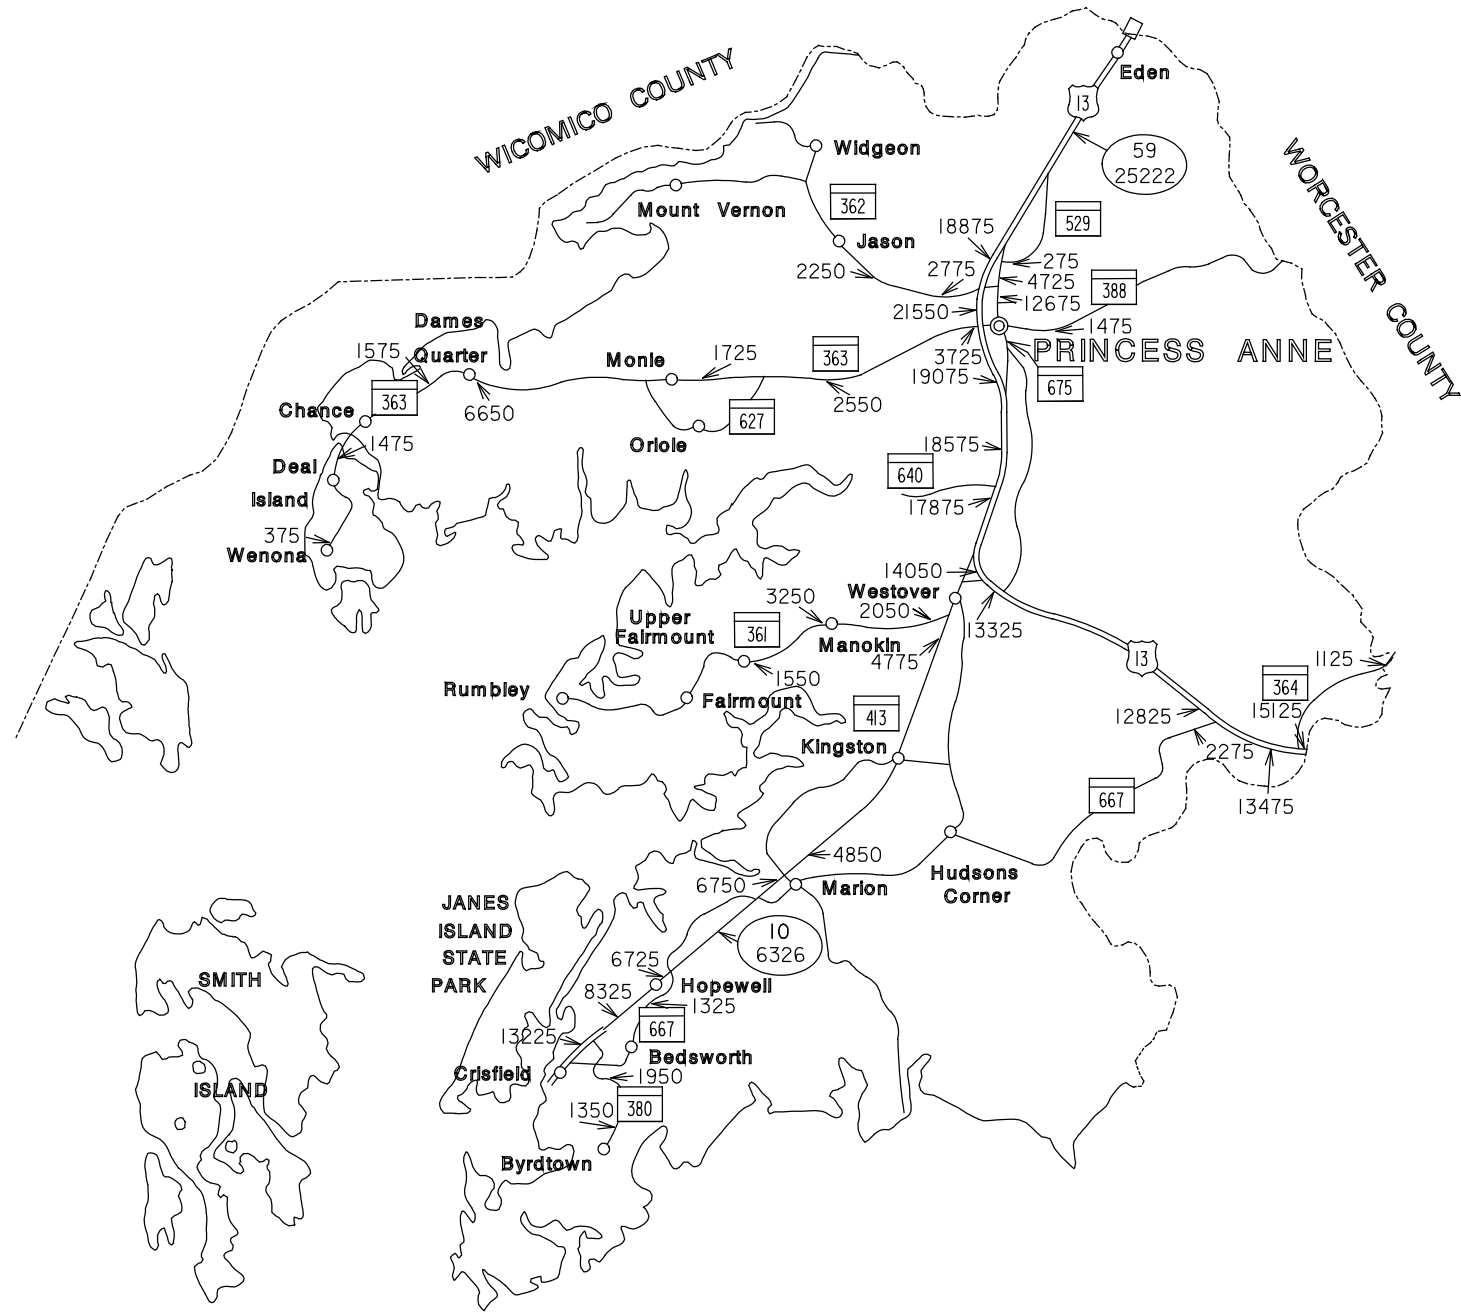 WICOMICO COUNTY
Eden
13
59
25222
WORCESTER COUNTY
Widgeon
362
Mount Vernon
529
18875
Jason
2250
2775
275
4725
388
12675
21550
1475
Dames
Quarter
1575
Monie
1725
363
3725
PRINCESS ANNE
19075
675
363
6650
2550
627
Chance
1475
Oriole
18575
Deal
Island
640
17875
375
Wenona
14050
Westover
3250
2050
13325
Upper
Fairmount
361
Manokin
4775
13
1125
364
1550
Rumbley
Fairmount
413
15125
12825
Kingston
2275
667
13475
4850
6750
Marion
Hudsons
Corner
JANES
ISLAND
STATE
PARK
10
6326
6725
SMITH
Hopewell
8325
1325
667
13225
Bedsworth
Crisfield
1950
ISLAND
380
1350
Byrdtown